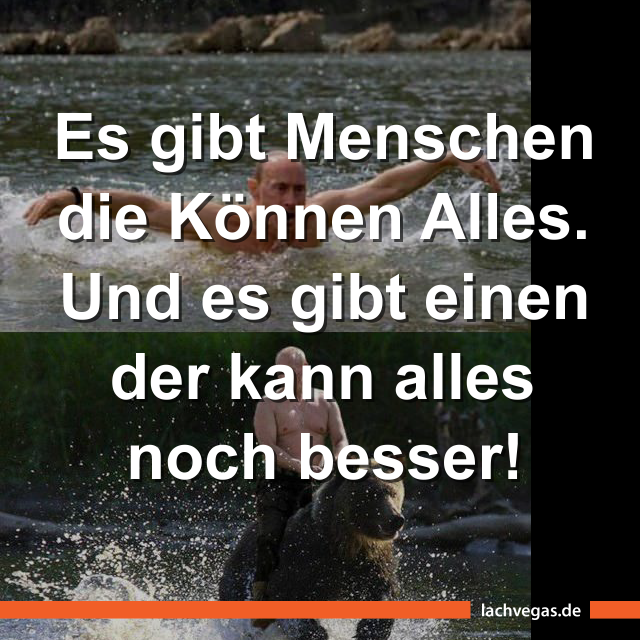 Es gibt Menschen
die Können Alles.
Und es gibt einen
der kann alles
noch besser!
lachvegas.de